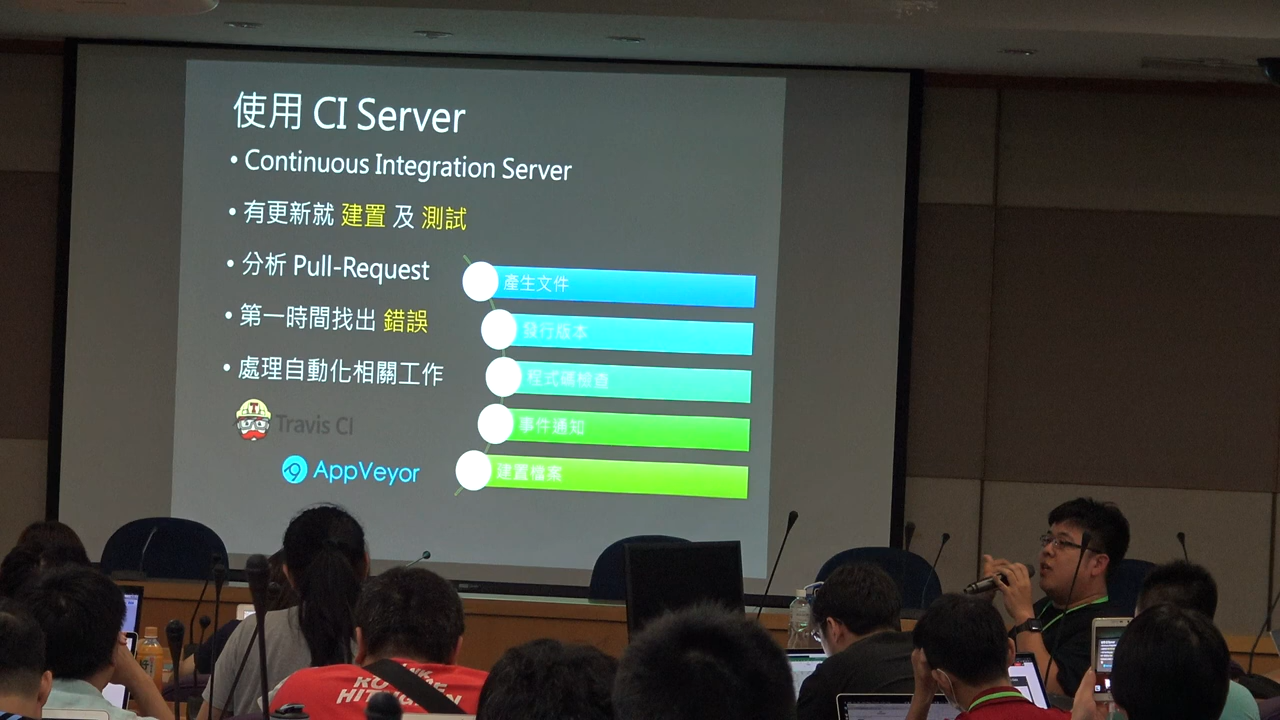 使用 CI Server
• Continuous Integration Server
• 有更新就 建置 及 測試
• 分析 Pull-Request
• 第一時間找出 錯誤
• 處理自動化相關工作
產生文件
發行版本
程式碼檢查
事件通知
建置檔案
T
Travis CI
AppVeyor